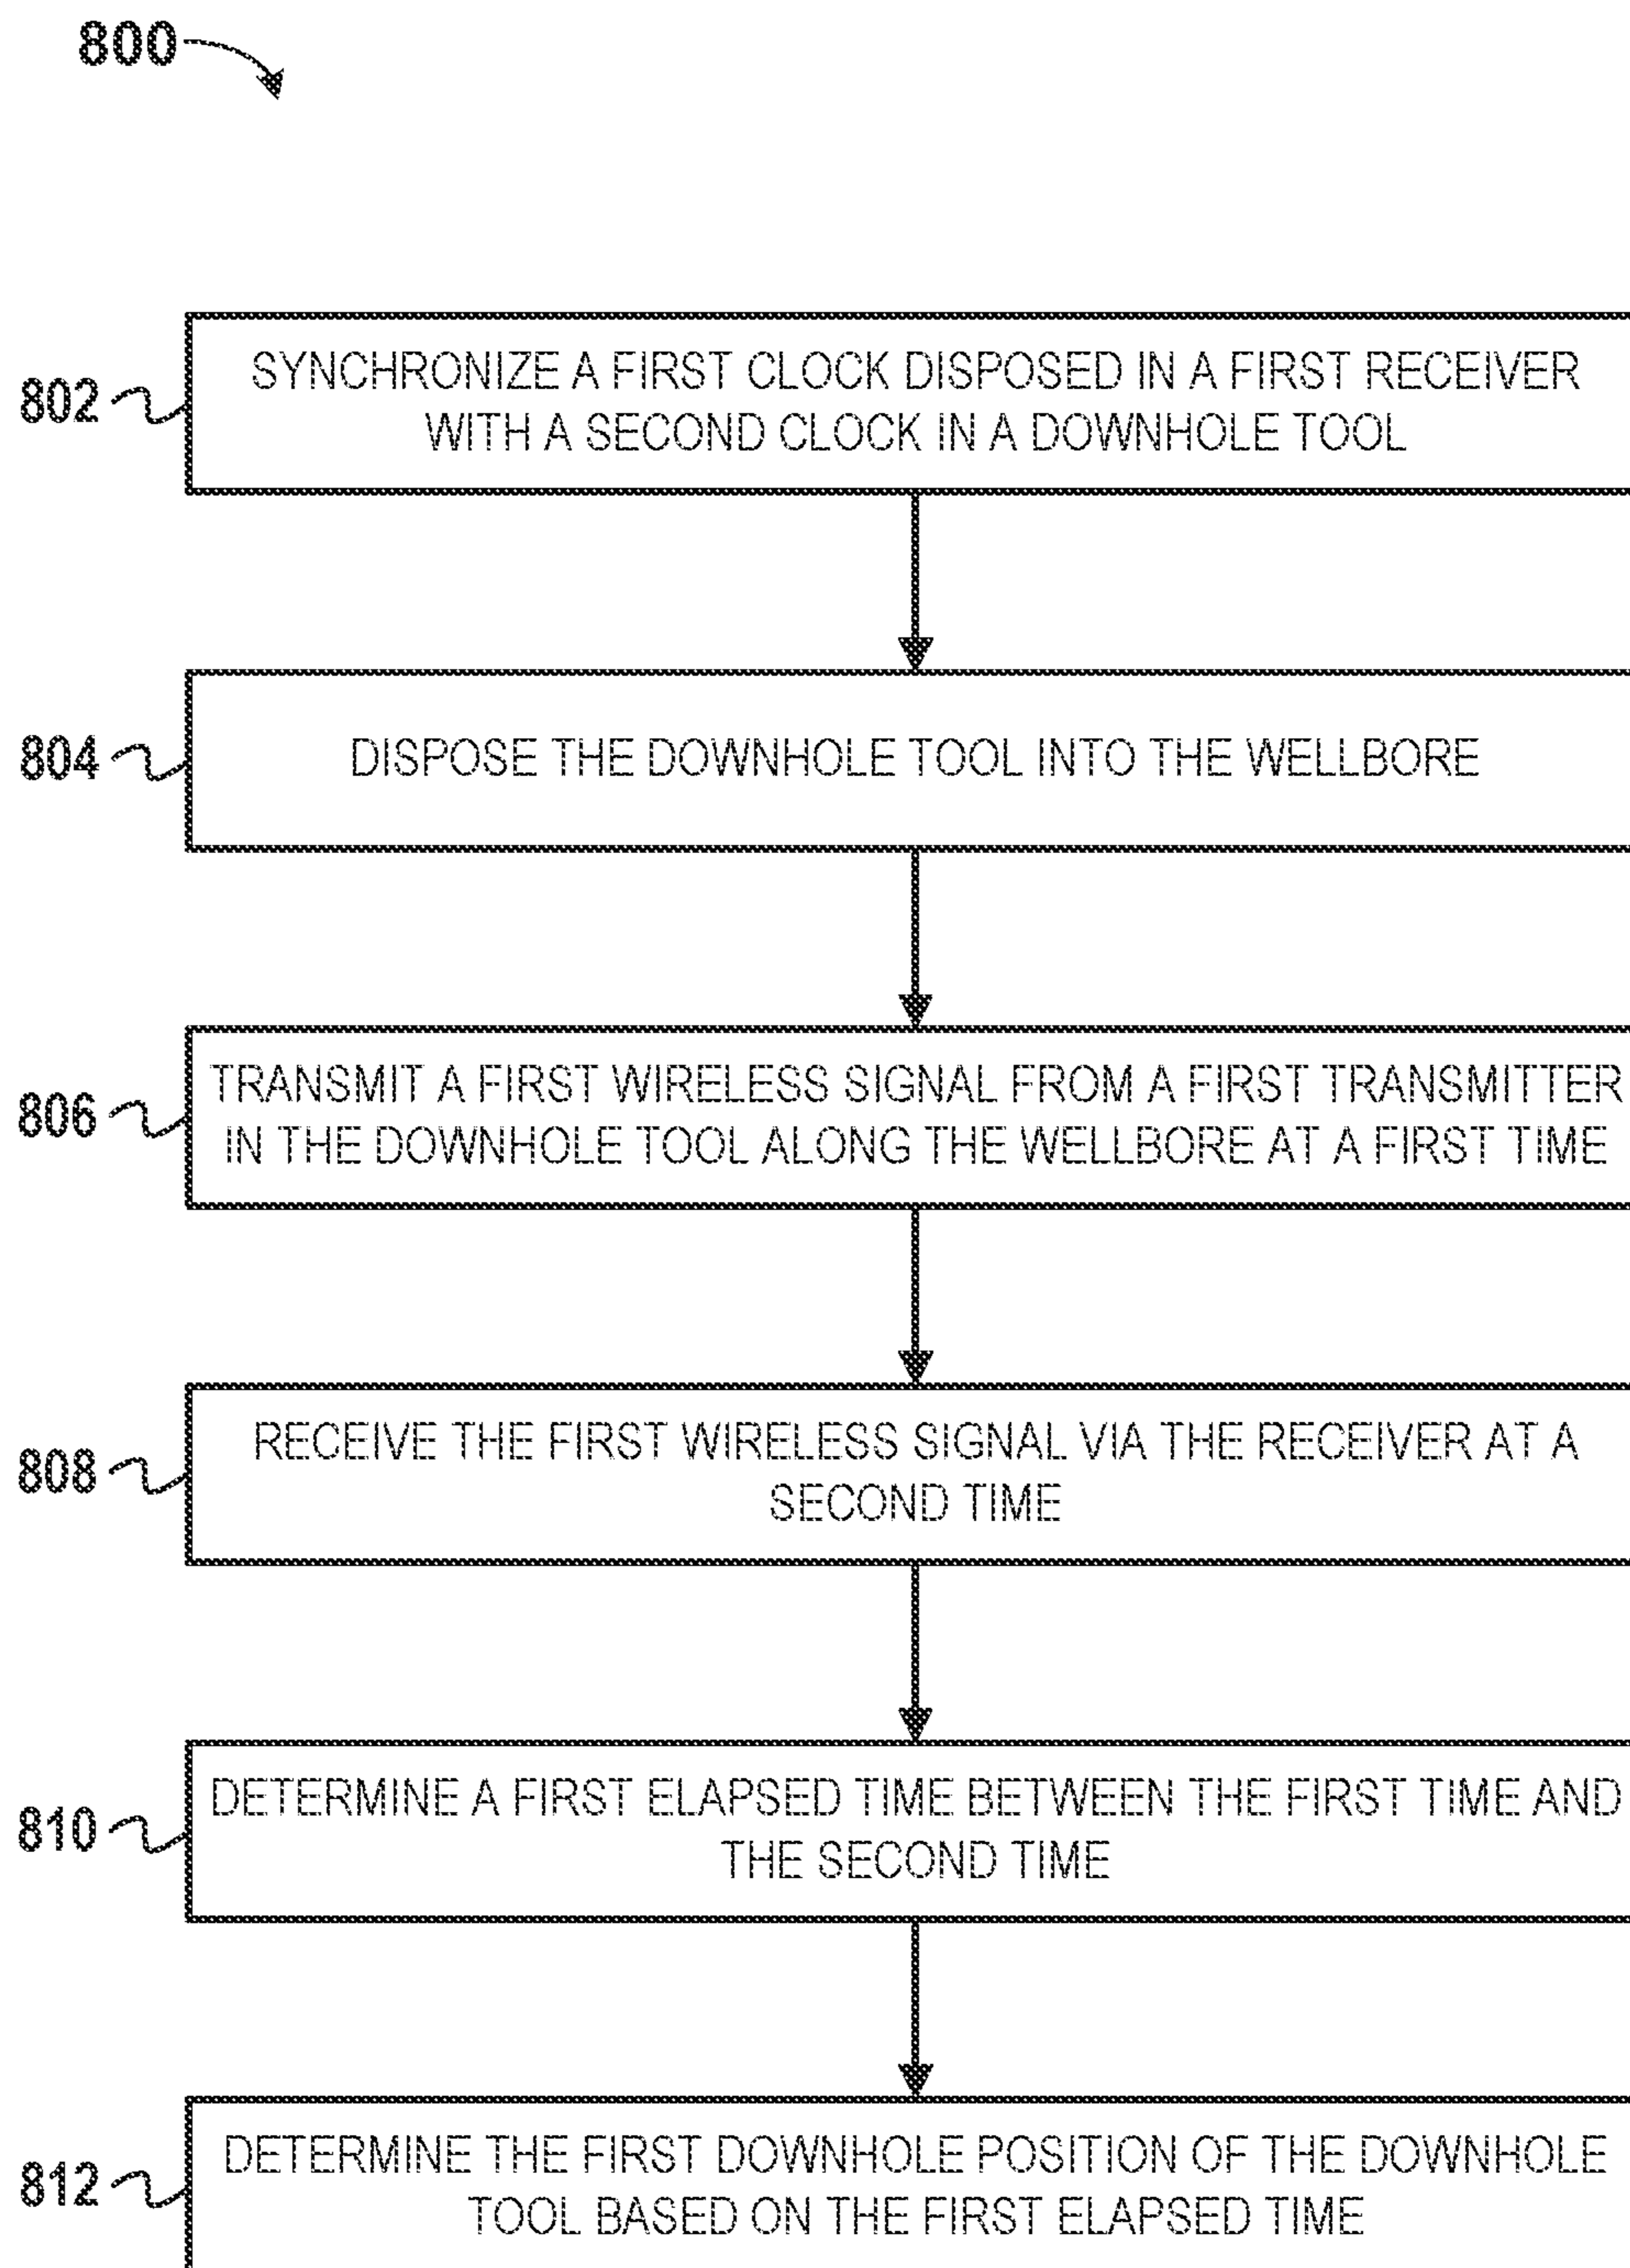 800
802
SYNCHRONIZE A FIRST CLOCK DISPOSED IN A FIRST RECEIVER
WITH A SECOND CLOCK IN A DOWNHOLE TOOL
804
DISPOSE THE DOWNHOLE TOOL INTO THE WELLBORE
806
TRANSMIT A FIRST WIRELESS SIGNAL FROM A FIRST TRANSMITTER
IN THE DOWNHOLE TOOL ALONG THE WELLBORE AT A FIRST TIME
808
RECEIVE THE FIRST WIRELESS SIGNAL VIA THE RECEIVER AT A
SECOND TIME
810
DETERMINE A FIRST ELAPSED TIME BETWEEN THE FIRST TIME AND
THE SECOND TIME
812
DETERMINE THE FIRST DOWNHOLE POSITION OF THE DOWNHOLE
TOOL BASED ON THE FIRST ELAPSED TIME